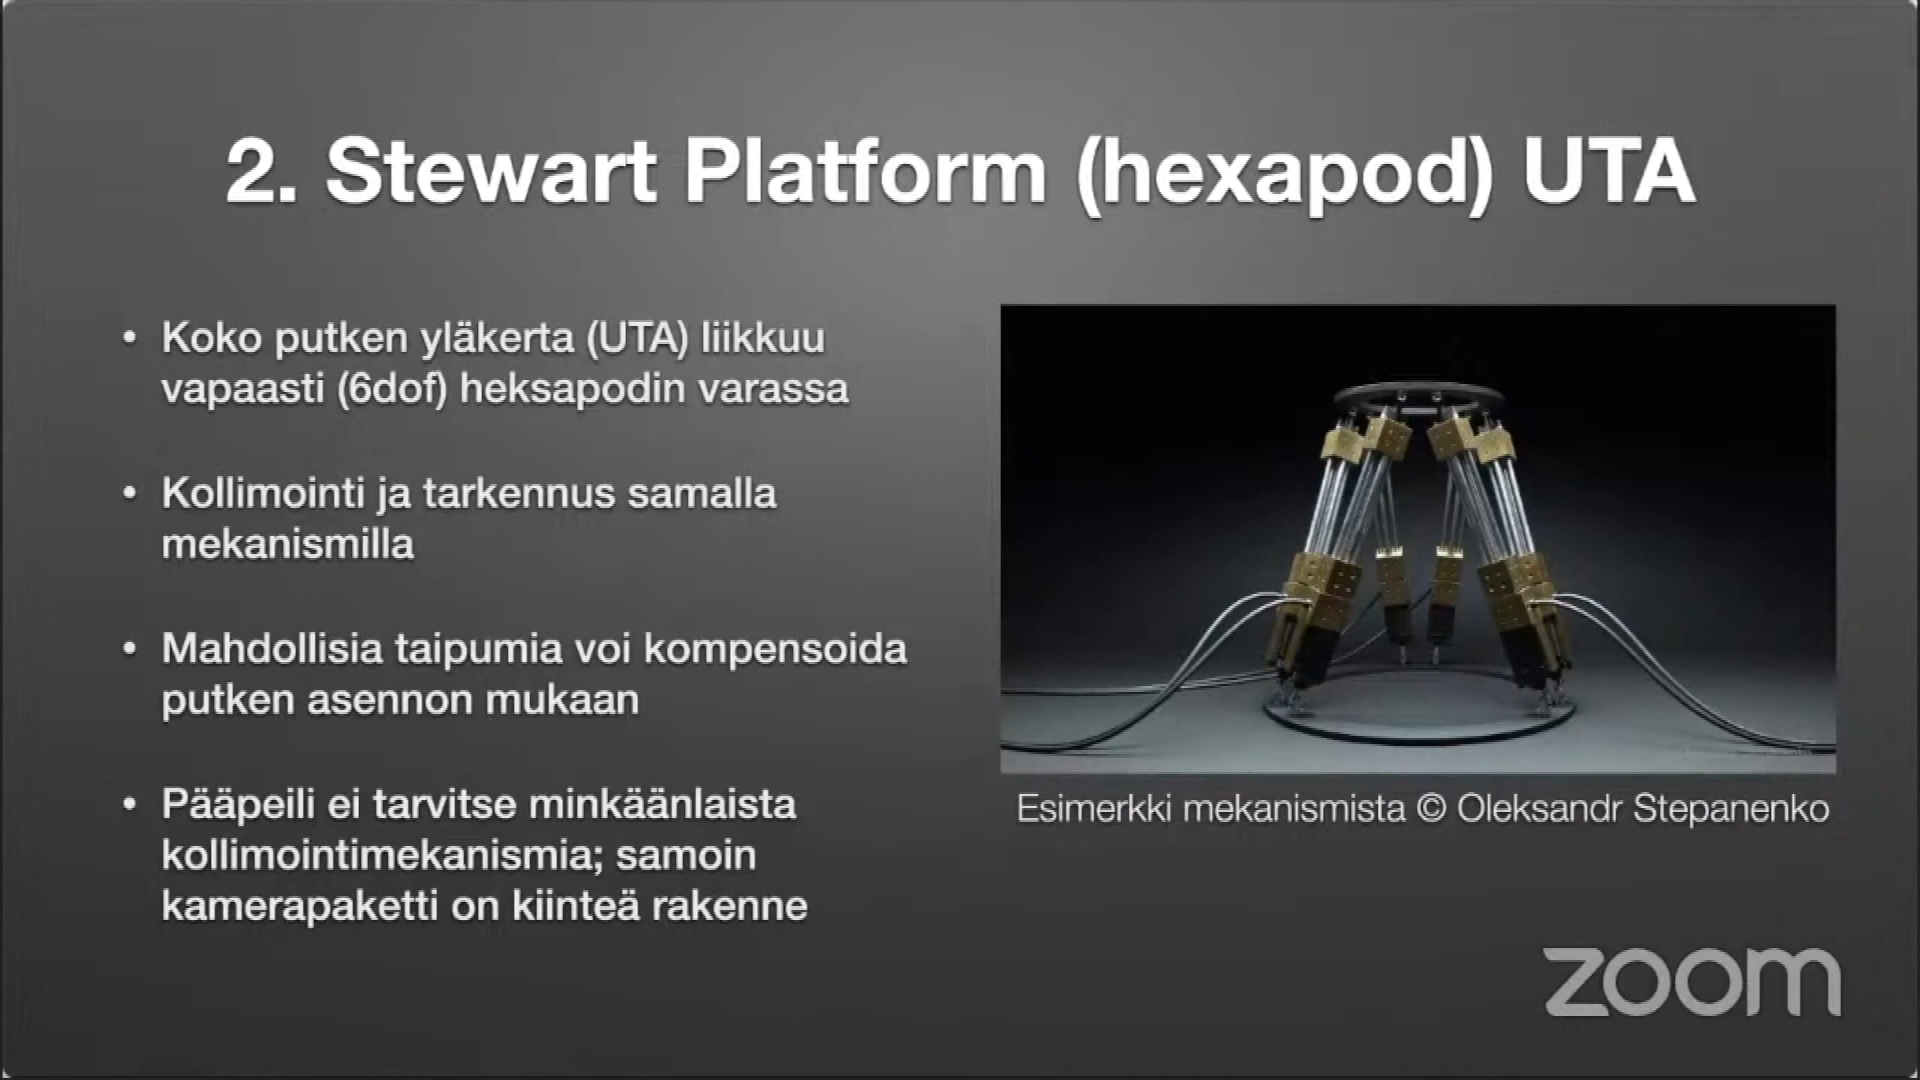 2. Stewart Platform (hexapod) UTA
• Koko putken yläkerta (UTA) liikkuu
vapaasti (6dof) heksapodin varassa
• Kollimointi ja tarkennus samalla
mekanismilla
• Mahdollisia taipumia voi kompensoida
putken asennon mukaan
• Pääpeili ei tarvitse minkäänlaista
kollimointimekanismia; samoin
kamerapaketti on kiinteä rakenne
Esimerkki mekanismista © Oleksandr Stepanenko
zoom